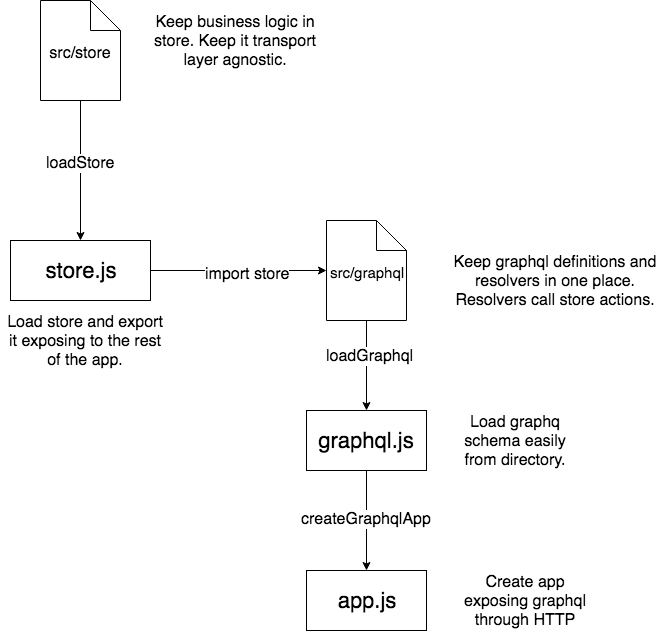 src/store
Keep business logic in
store. Keep it transport
layer agnostic.
loadStore
store.js
import store
src/graphql
Keep graphql definitions and
resolvers in one place.
Resolvers call store actions.
Load store and export
it exposing to the rest
of the app.
loadGraphql
graphql.js
Load graphq
schema easily
from directory.
createGraphqlApp
app.js
Create app
exposing graphql
through HTTP